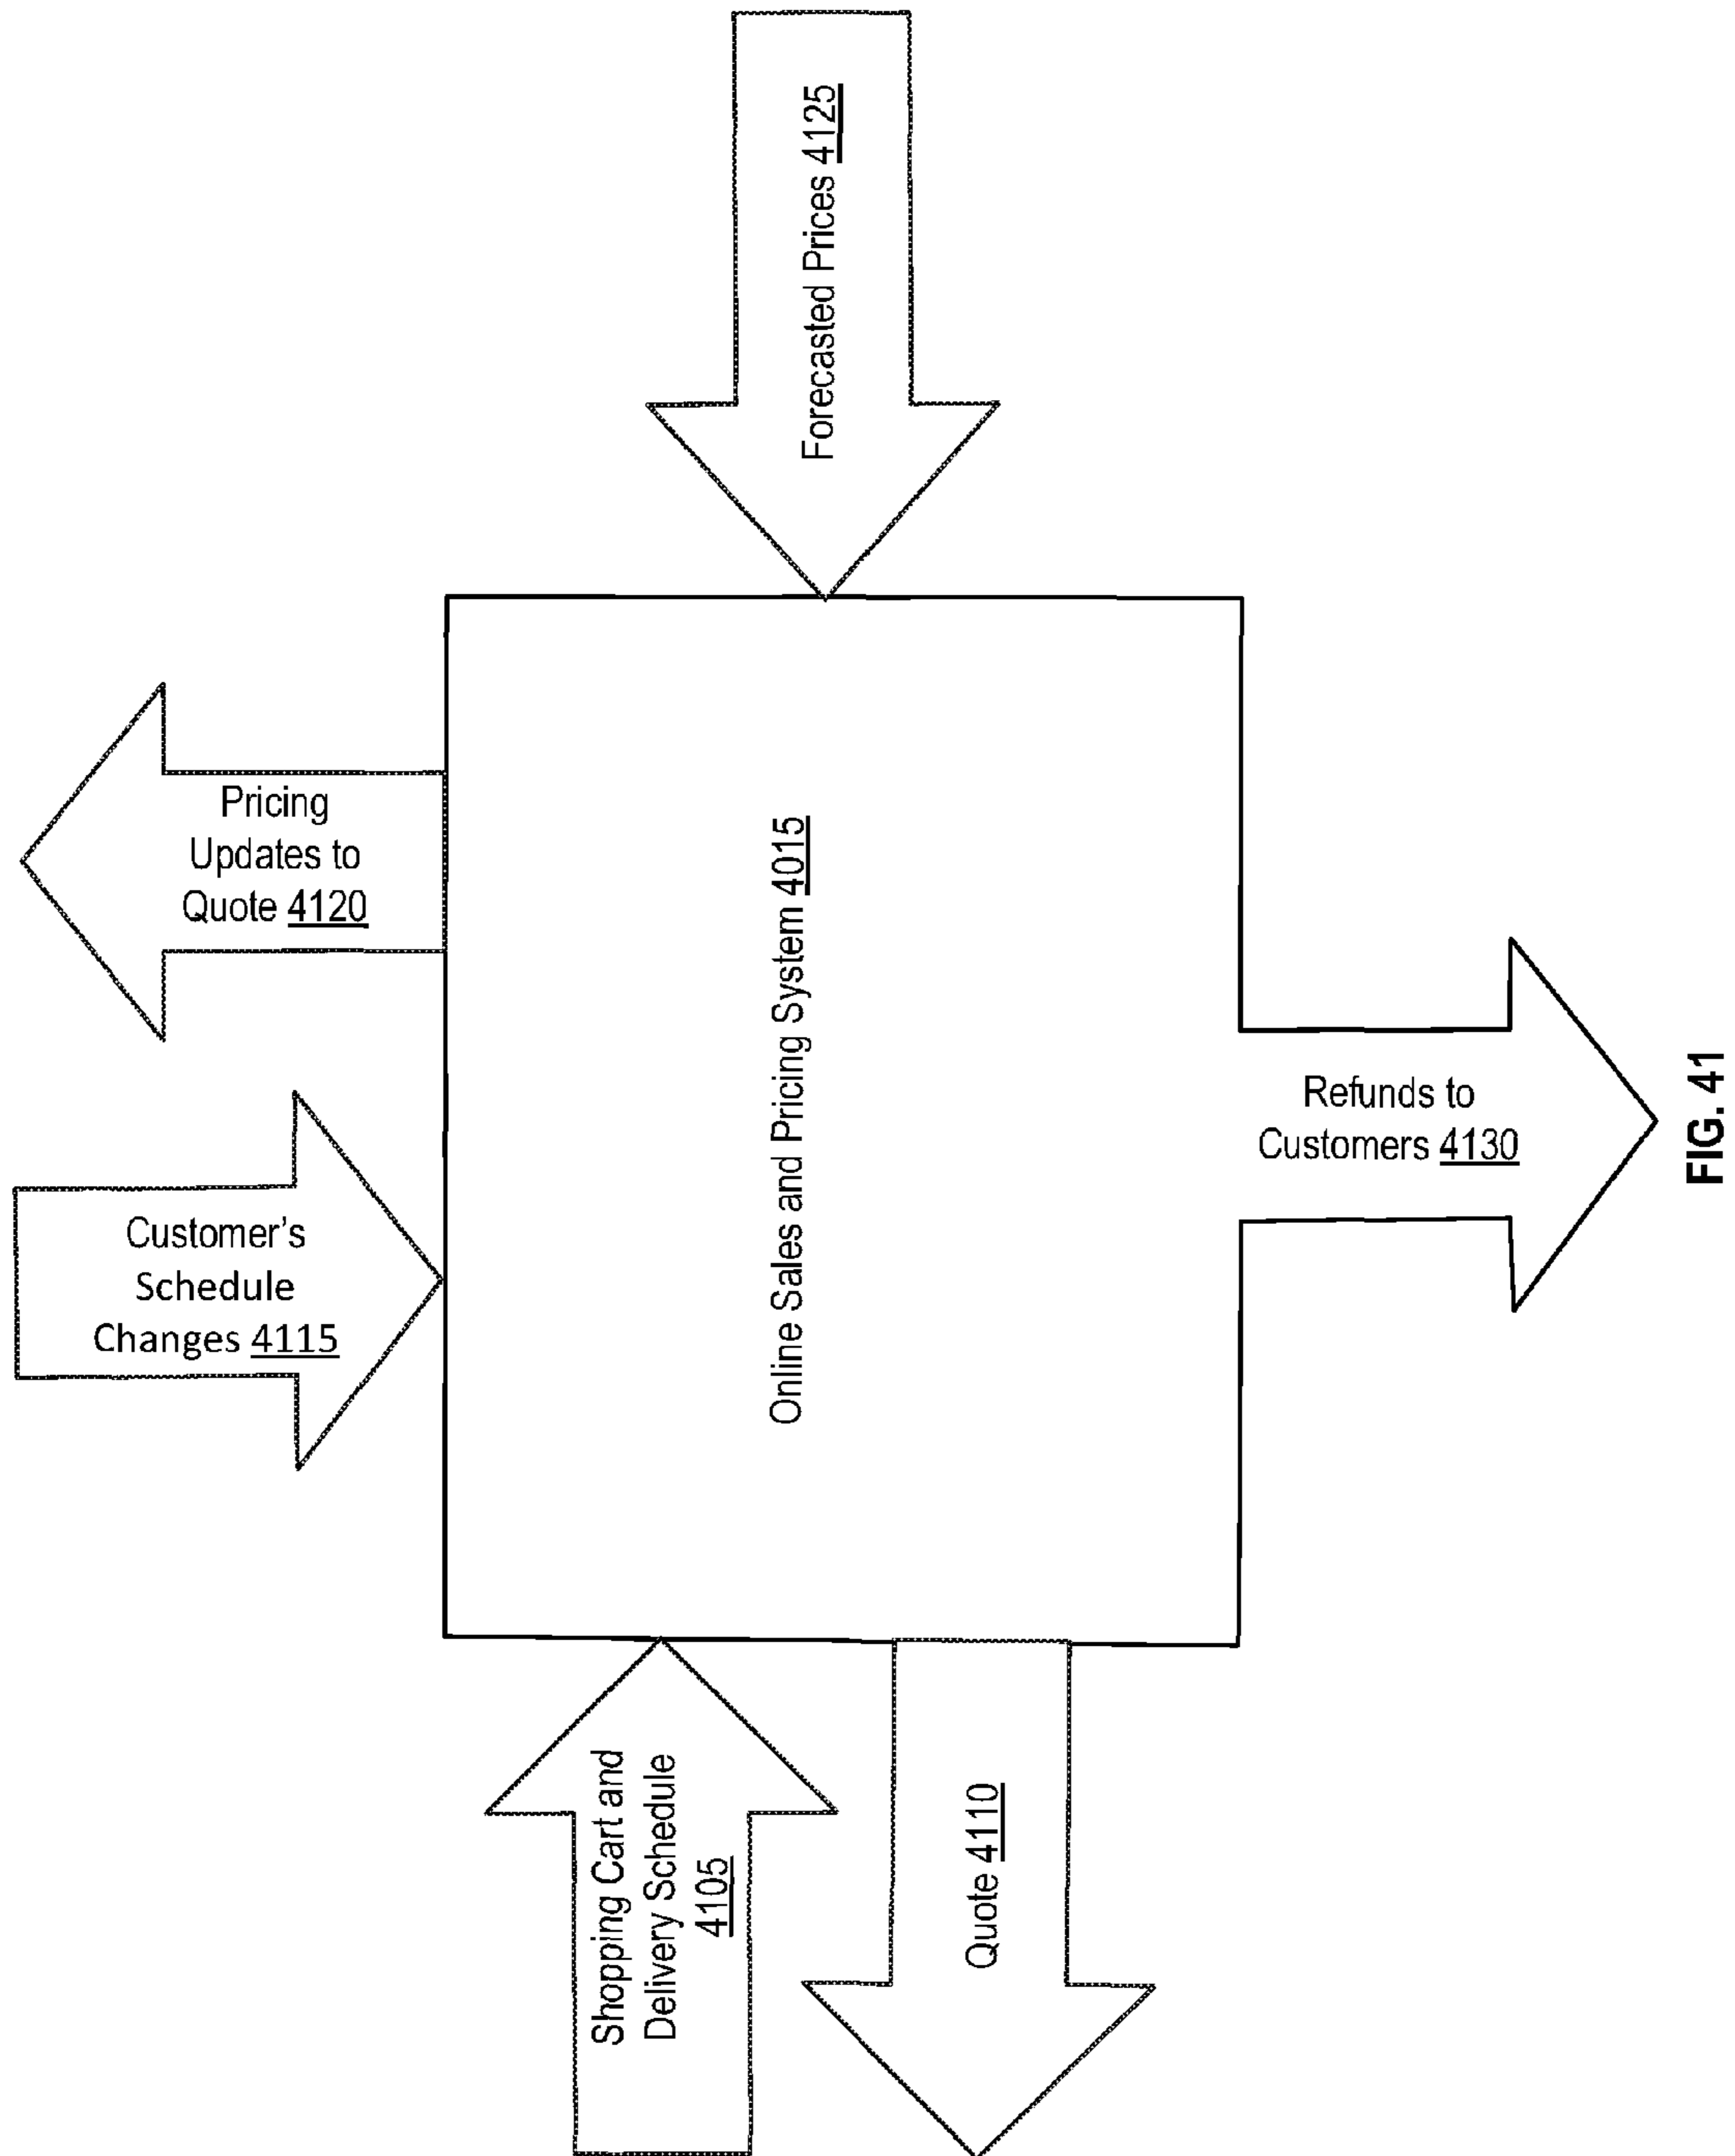 Pricing
Updates to
Quote 4120
Customer's
Schedule
Changes 4115
Forecasted Prices 4125
Online Sales and Pricing System 4015
Shopping Cart and
Delivery Schedule
4105
Quote 4110
Refunds to
Customers 4130
FIG. 41